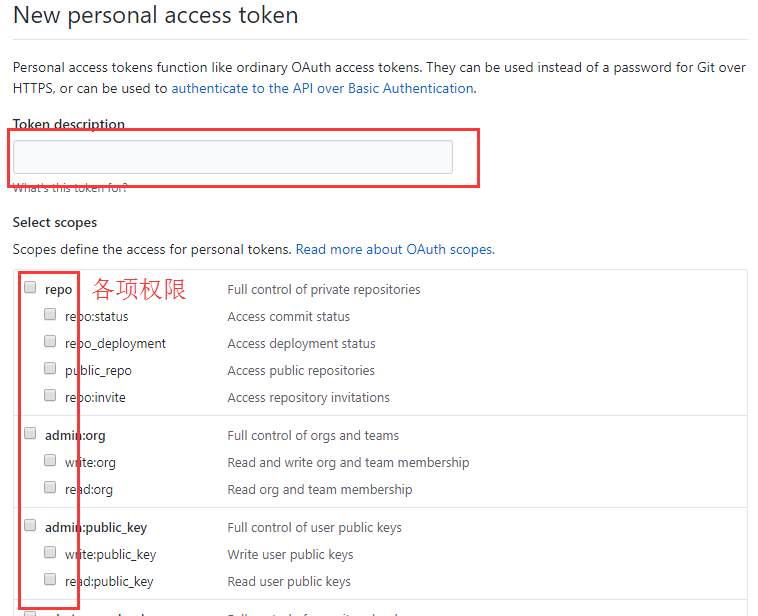 New personal access token
Personal access tokens function like ordinary OAuth access tokens. They can be used instead of a password for Git over
HTTPS, or can be used to authenticate to the API over Basic Authentication.
Token description
What's this token for?
Select scopes
Scopes define the access for personal tokens. Read more about OAuth scopes.
repo 各项权限 Full control of private repositories
repo:status Access commit status
repo_deployment Access deployment status
public_repo Access public repositories
repo:invite Access repository invitations
admin:org Full control of orgs and teams
write:org Read and write org and team membership
read:org Read org and team membership
admin:public_key Full control of user public keys
write:public_key Write user public keys
read:public_key Read user public keys